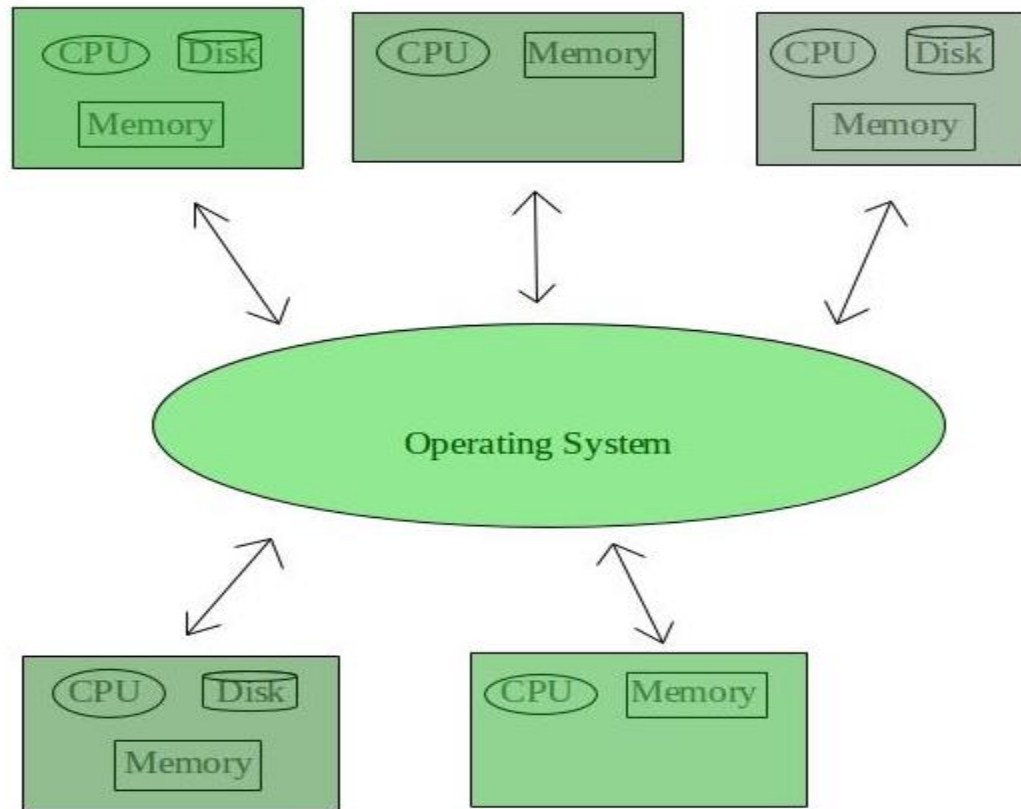 CPU Disk
Memory
CPU Memory
CPU Disk
Memory
Operating System
CPU Disk
Memory
CPU Memory